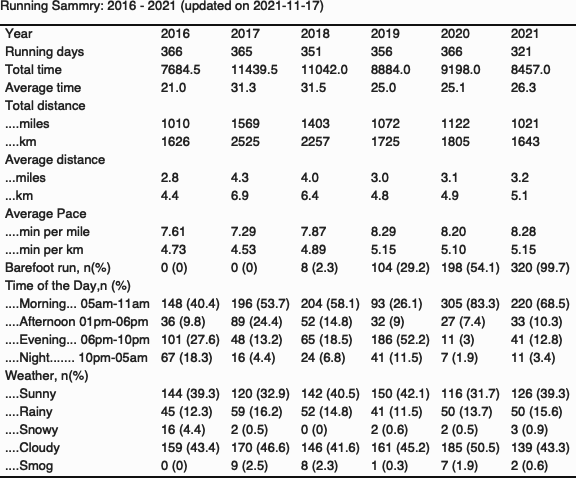 Running Sammry: 2016 - 2021 (updated on 2021-11-17)
Year 2016 2017 2018 2019 2020 2021
Running days 366 365 351 356 366 321
Total time 7684.5 11439.5 11042.0 8884.0 9198.0 8457.0
Average time 21.0 31.3 31.5 25.0 25.1 26.3
Total distance
....miles 1010 1569 1403 1072 1122 1021
....km 1626 2525 2257 1725 1805 1643
Average distance
...miles 2.8 4.3 4.0 3.0 3.1 3.2
...km 4.4 6.9 6.4 4.8 4.9 5.1
Average Pace
....min per mile 7.61 7.29 7.87 8.29 8.20 8.28
....min per km 4.73 4.53 4.89 5.15 5.10 5.15
Barefoot run, n(%) 0 (0) 0 (0) 8 (2.3) 104 (29.2) 198 (54.1) 320 (99.7)
Time of the Day,n (%)
....Morning... 05am-11am 148 (40.4) 196 (53.7) 204 (58.1) 93 (26.1) 305 (83.3) 220 (68.5)
....Afternoon 01pm-06pm 36 (9.8) 89 (24.4) 52 (14.8) 32 (9) 27 (7.4) 33 (10.3)
....Evening... 06pm-10pm 101 (27.6) 48 (13.2) 65 (18.5) 186 (52.2) 11 (3) 41 (12.8)
....Night....... 10pm-05am 67 (18.3) 16 (4.4) 24 (6.8) 41 (11.5) 7 (1.9) 11 (3.4)
Weather, n(%)
....Sunny 144 (39.3) 120 (32.9) 142 (40.5) 150 (42.1) 116 (31.7) 126 (39.3)
....Rainy 45 (12.3) 59 (16.2) 52 (14.8) 41 (11.5) 50 (13.7) 50 (15.6)
....Snowy 16 (4.4) 2 (0.5) 0 (0) 2 (0.6) 2 (0.5) 3 (0.9)
....Cloudy 159 (43.4) 170 (46.6) 146 (41.6) 161 (45.2) 185 (50.5) 139 (43.3)
....Smog 0 (0) 9 (2.5) 8 (2.3) 1 (0.3) 7 (1.9) 2 (0.6)